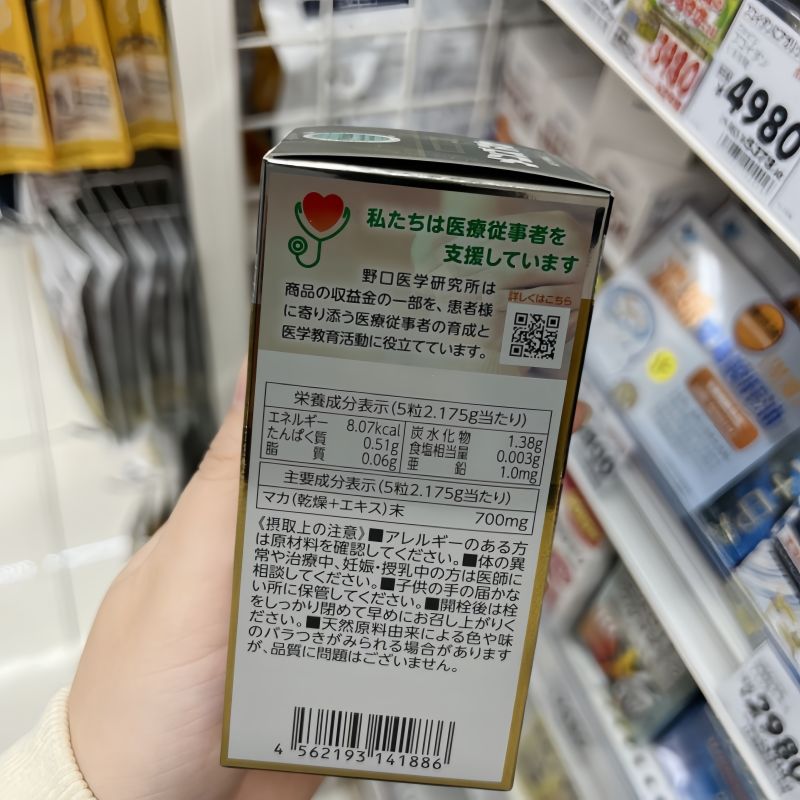 私たちは医療従事者を
支援しています
野口医学研究所は
商品の収益金の一部を、患者様
に寄り添う医療従事者の育成と
医学教育活動に役立てています。
詳しくはこちら
栄養成分表示(5粒2.175g当たり)
エネルギー 8.07kcal
たんぱく質 0.51g
脂質 0.06g
炭水化物 1.38g
食塩相当量 0.003g
亜鉛 1.0mg
主要成分表示(5粒2.175g当たり)
マカ(乾燥+エキス)末 700mg
《摂取上の注意》■アレルギーのある方
は原材料を確認してください。■体の異
常や治療中、妊娠・授乳中の方は医師に
相談してください。■子供の手の届かな
い所に保管してください。■開栓後は栓
をしっかり閉めて早めにお召し上がりく
ださい。■天然原料由来による色や味
のバラつきがみられる場合があります
が、品質に問題はございません。
4 562193 141886
3980
4980
2980